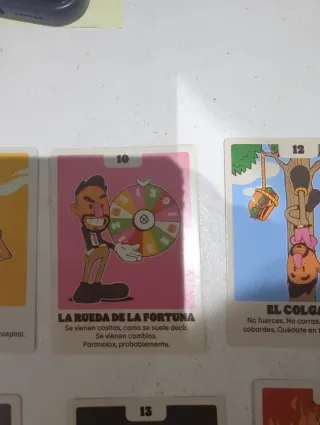 10
LA RUEDA DE LA FORTUNA
Se vienen cositas, como se suele decir.
Se vienen cambios.
Paranoias, probablemente.
12
EL COLGA
No fuerces. No corras.
cobardes. Quédate en
hospital.
13